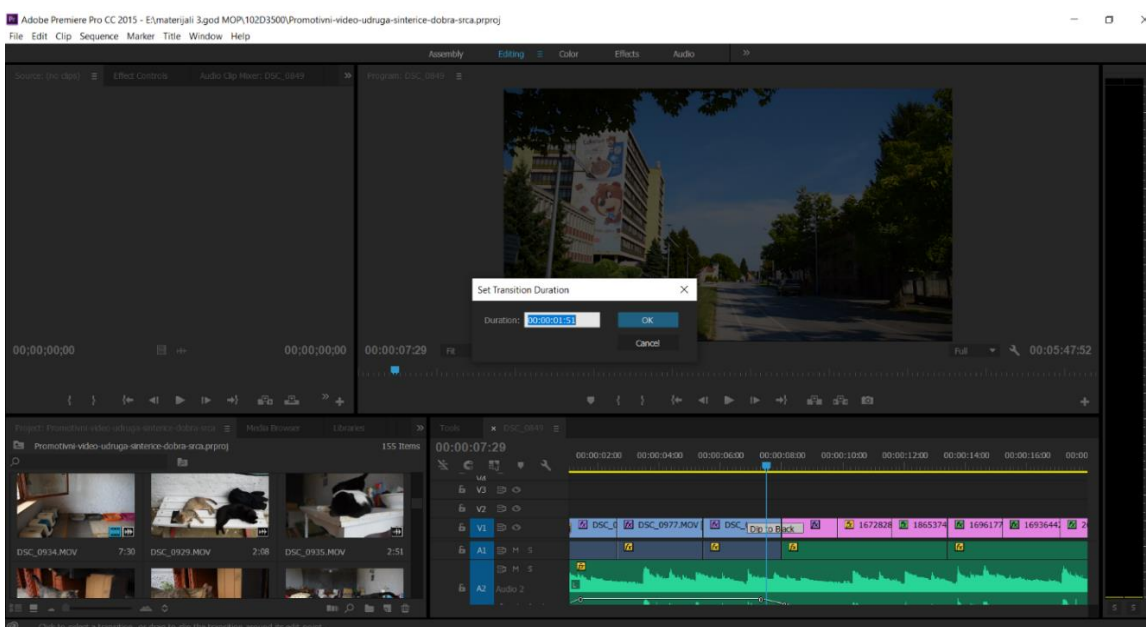 Adobe Premiere Pro CC 2015 - E:\materijali 3.god MOP\102D3500\Promotivni-video-udruga-sinterice-dobra-srca.prproj
File Edit Clip Sequence Marker Title Window Help
Assembly Editing Color Effects Audio
Source: (no clips) Effect Controls Audio Clip Mixer: DSC_0849 Program: DSC_0849
Set Transition Duration
Duration: 00:00:01:51 OK
Cancel
00;00;00;00 00;00;00;00 00:00:07:29 Fit Full 00:05:47:52
Project: Promotivni-video-udruga-sinterice-dobra-srca Media Browser Libraries Tools DSC_0849
Promotivni-video-udruga-sinterice-dobra-srca.prproj 155 Items
00:00:07:29
00:00:02:00 00:00:04:00 00:00:06:00 00:00:08:00 00:00:10:00 00:00:12:00 00:00:14:00 00:00:16:00 00:00
V3
V2
V1 DSC_0 DSC_0977.MOV DSC_ Dip to Black 1672828 1865374 1696177 1693644
A1 M S
M S
A2 Audio 2
DSC_0934.MOV 7:30 DSC_0929.MOV 2:08 DSC_0935.MOV 2:51
S S